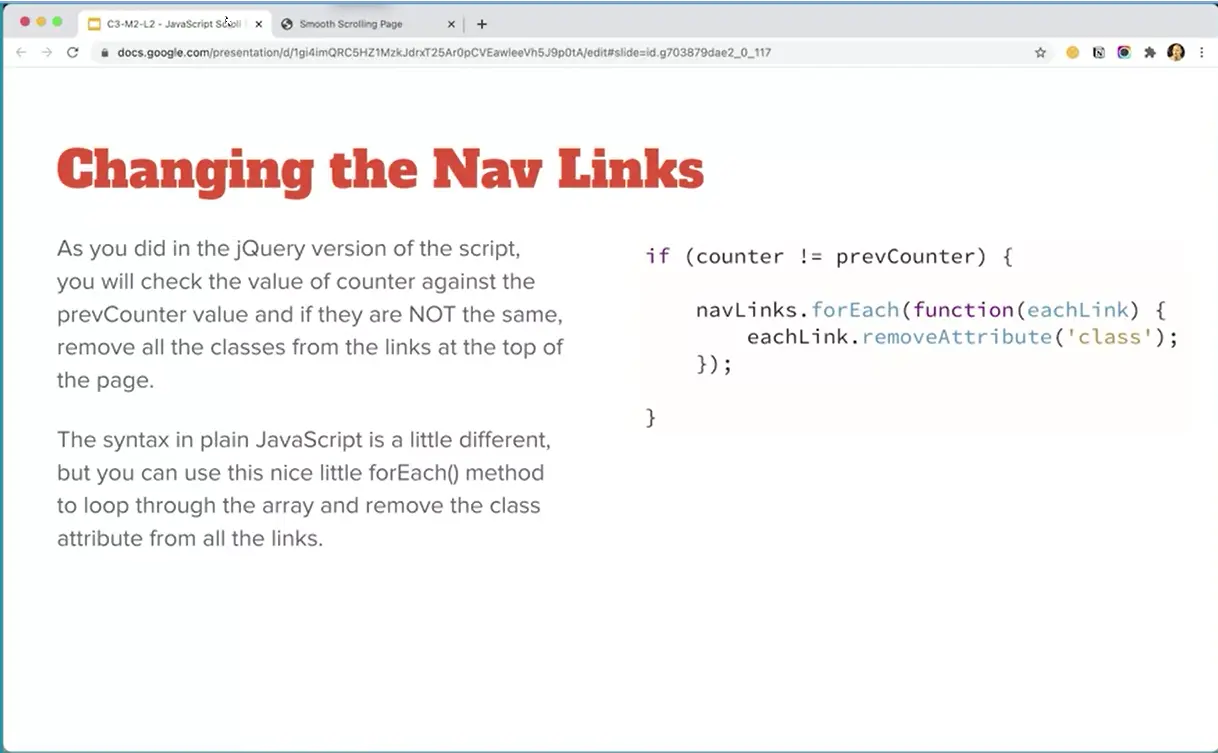 C3-M2-L2 - JavaScript Scroll
Smooth Scrolling Page
docs.google.com/presentation/d/1gi4imQRC5HZ1MzkJdrxT25Ar0pCVEawleeVh5J9p0tA/edit#slide=id.g703879dae2_0_117
Changing the Nav Links
As you did in the jQuery version of the script,
you will check the value of counter against the
prevCounter value and if they are NOT the same,
remove all the classes from the links at the top of
the page.
The syntax in plain JavaScript is a little different,
but you can use this nice little forEach() method
to loop through the array and remove the class
attribute from all the links.
if (counter != prevCounter) {
navLinks.forEach(function(eachLink) {
eachLink.removeAttribute('class');
});
}